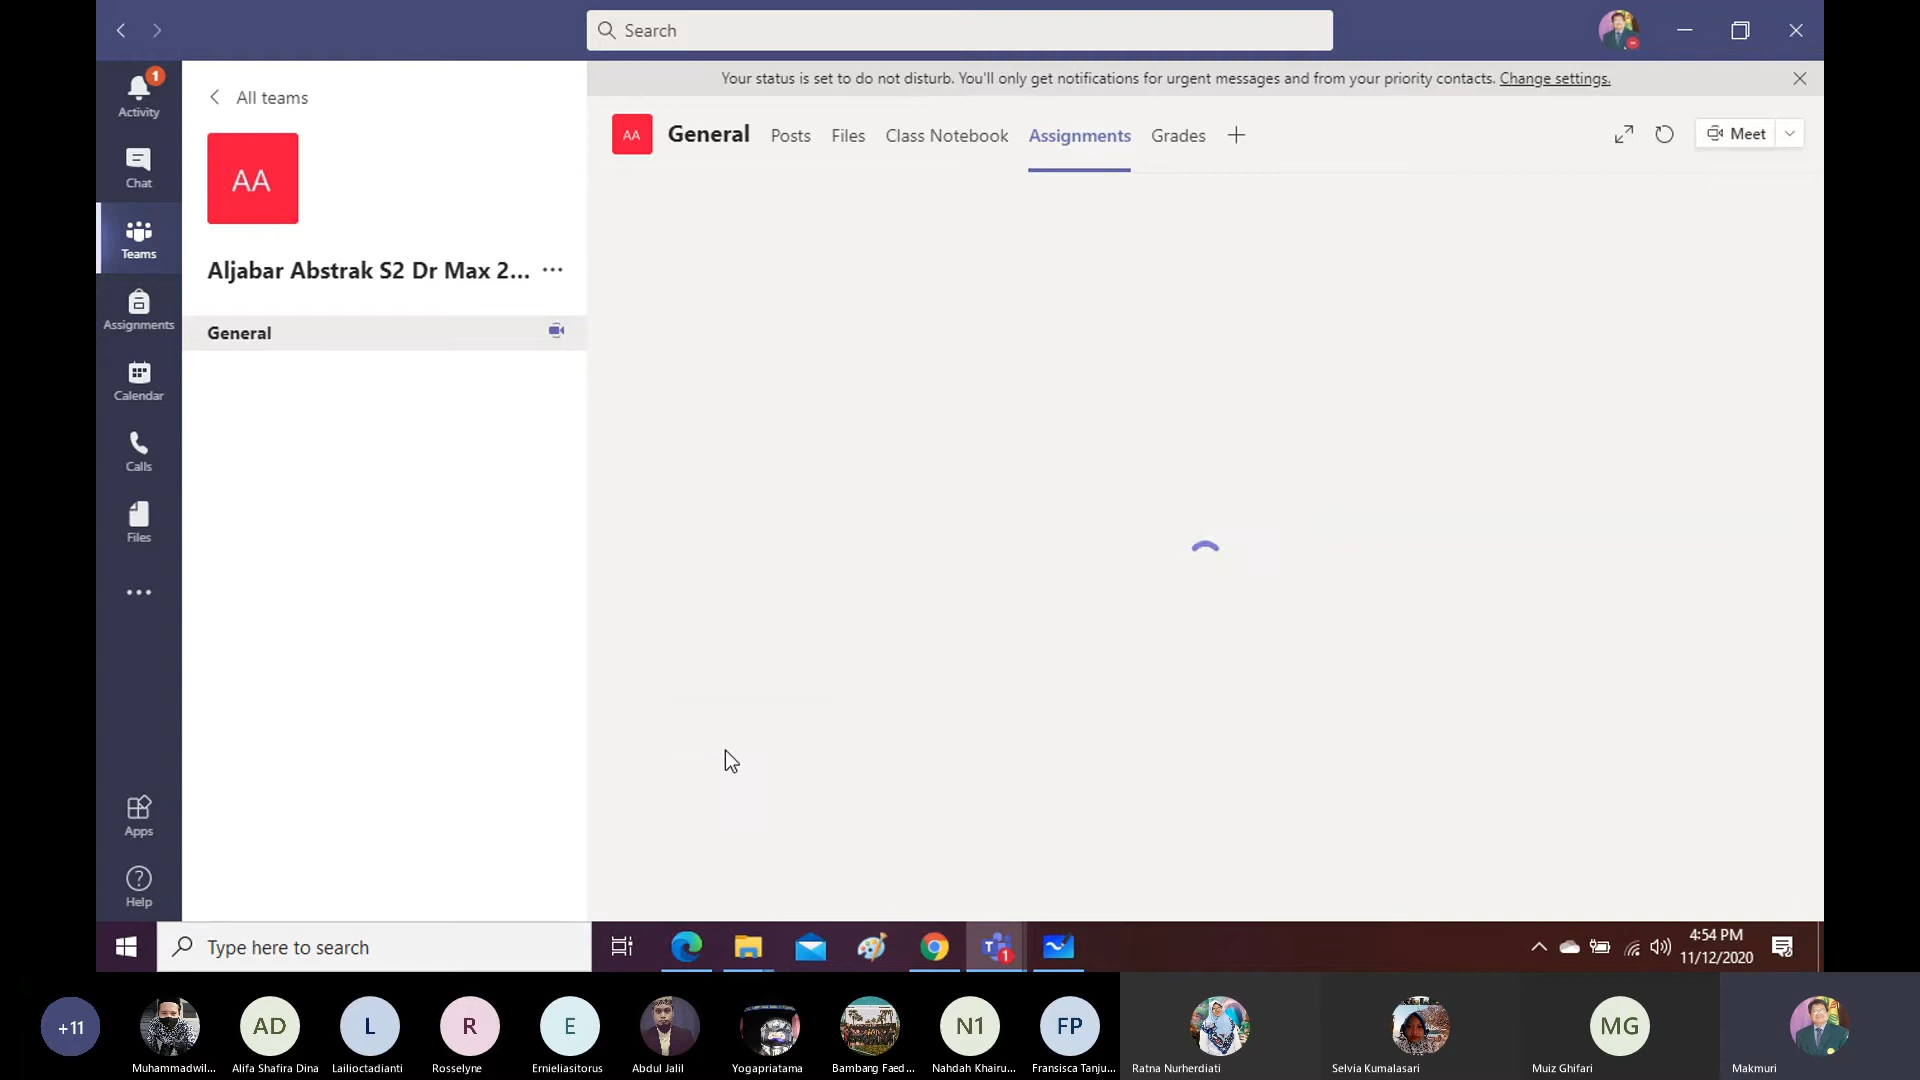 Search
Your status is set to do not disturb. You'll only get notifications for urgent messages and from your priority contacts. Change settings.
1
Activity
Chat
Teams
Assignments
Calendar
Calls
Files
Apps
Help
All teams
AA
Aljabar Abstrak S2 Dr Max 2...
General
AA
General
Posts
Files
Class Notebook
Assignments
Grades
Meet
Type here to search
T
1
4:54 PM
11/12/2020
+11
Muhammadwil...
AD
Alifa Shafira Dina
L
Lailioctadianti
R
Rosselyne
E
Ernieliasitorus
Abdul Jalil
Yogapriatama
Bambang Faed...
N1
Nahdah Khairu...
FP
Fransisca Tanju...
Ratna Nurherdiati
Selvia Kumalasari
MG
Muiz Ghifari
Makmuri